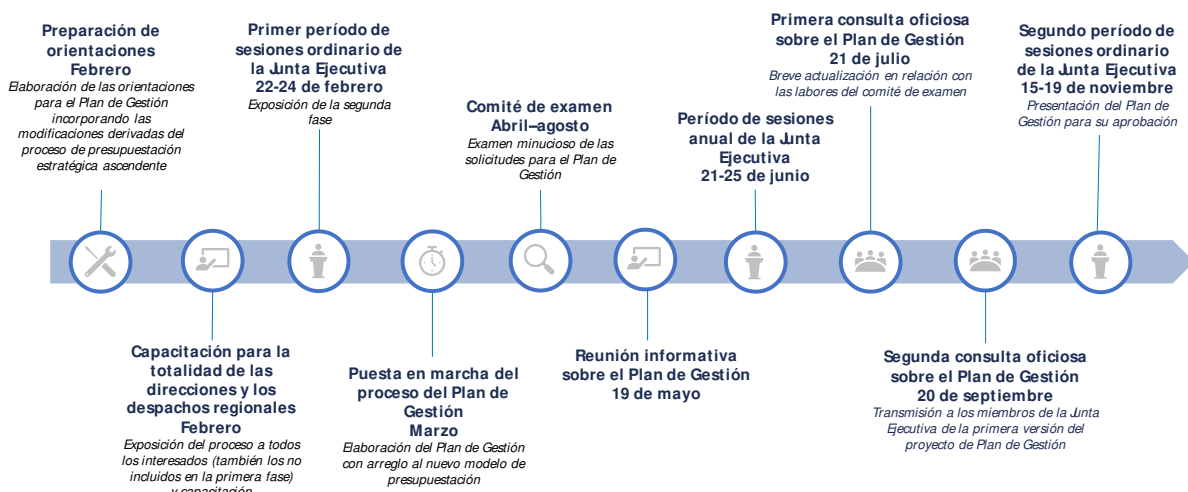 Preparación de
orientaciones
Febrero
Elaboración de las orientaciones
para el Plan de Gestión
incorporando las
modificaciones derivadas del
proceso de presupuestación
estratégica ascendente
Primer período de
sesiones ordinario de
la Junta Ejecutiva
22-24 de febrero
Exposición de la segunda
fase
Comité de examen
Abril–agosto
Examen minucioso de las
solicitudes para el Plan de
Gestión
Período de sesiones
anual de la Junta
Ejecutiva
21-25 de junio
Primera consulta oficiosa
sobre el Plan de Gestión
21 de julio
Breve actualización en relación con
las labores del comité de examen
Segundo período de
sesiones ordinario
de la Junta Ejecutiva
15-19 de noviembre
Presentación del Plan de
Gestión para su aprobación
Capacitación para la
totalidad de las
direcciones y los
despachos regionales
Febrero
Exposición del proceso a todos
los interesados (también los no
incluidos en la primera fase)
y capacitación
Puesta en marcha del
proceso del Plan de
Gestión
Marzo
Elaboración del Plan de Gestión
con arreglo al nuevo modelo de
presupuestación
Reunión informativa
sobre el Plan de Gestión
19 de mayo
Segunda consulta oficiosa
sobre el Plan de Gestión
20 de septiembre
Transmisión a los miembros de la Junta
Ejecutiva de la primera versión del
proyecto de Plan de Gestión